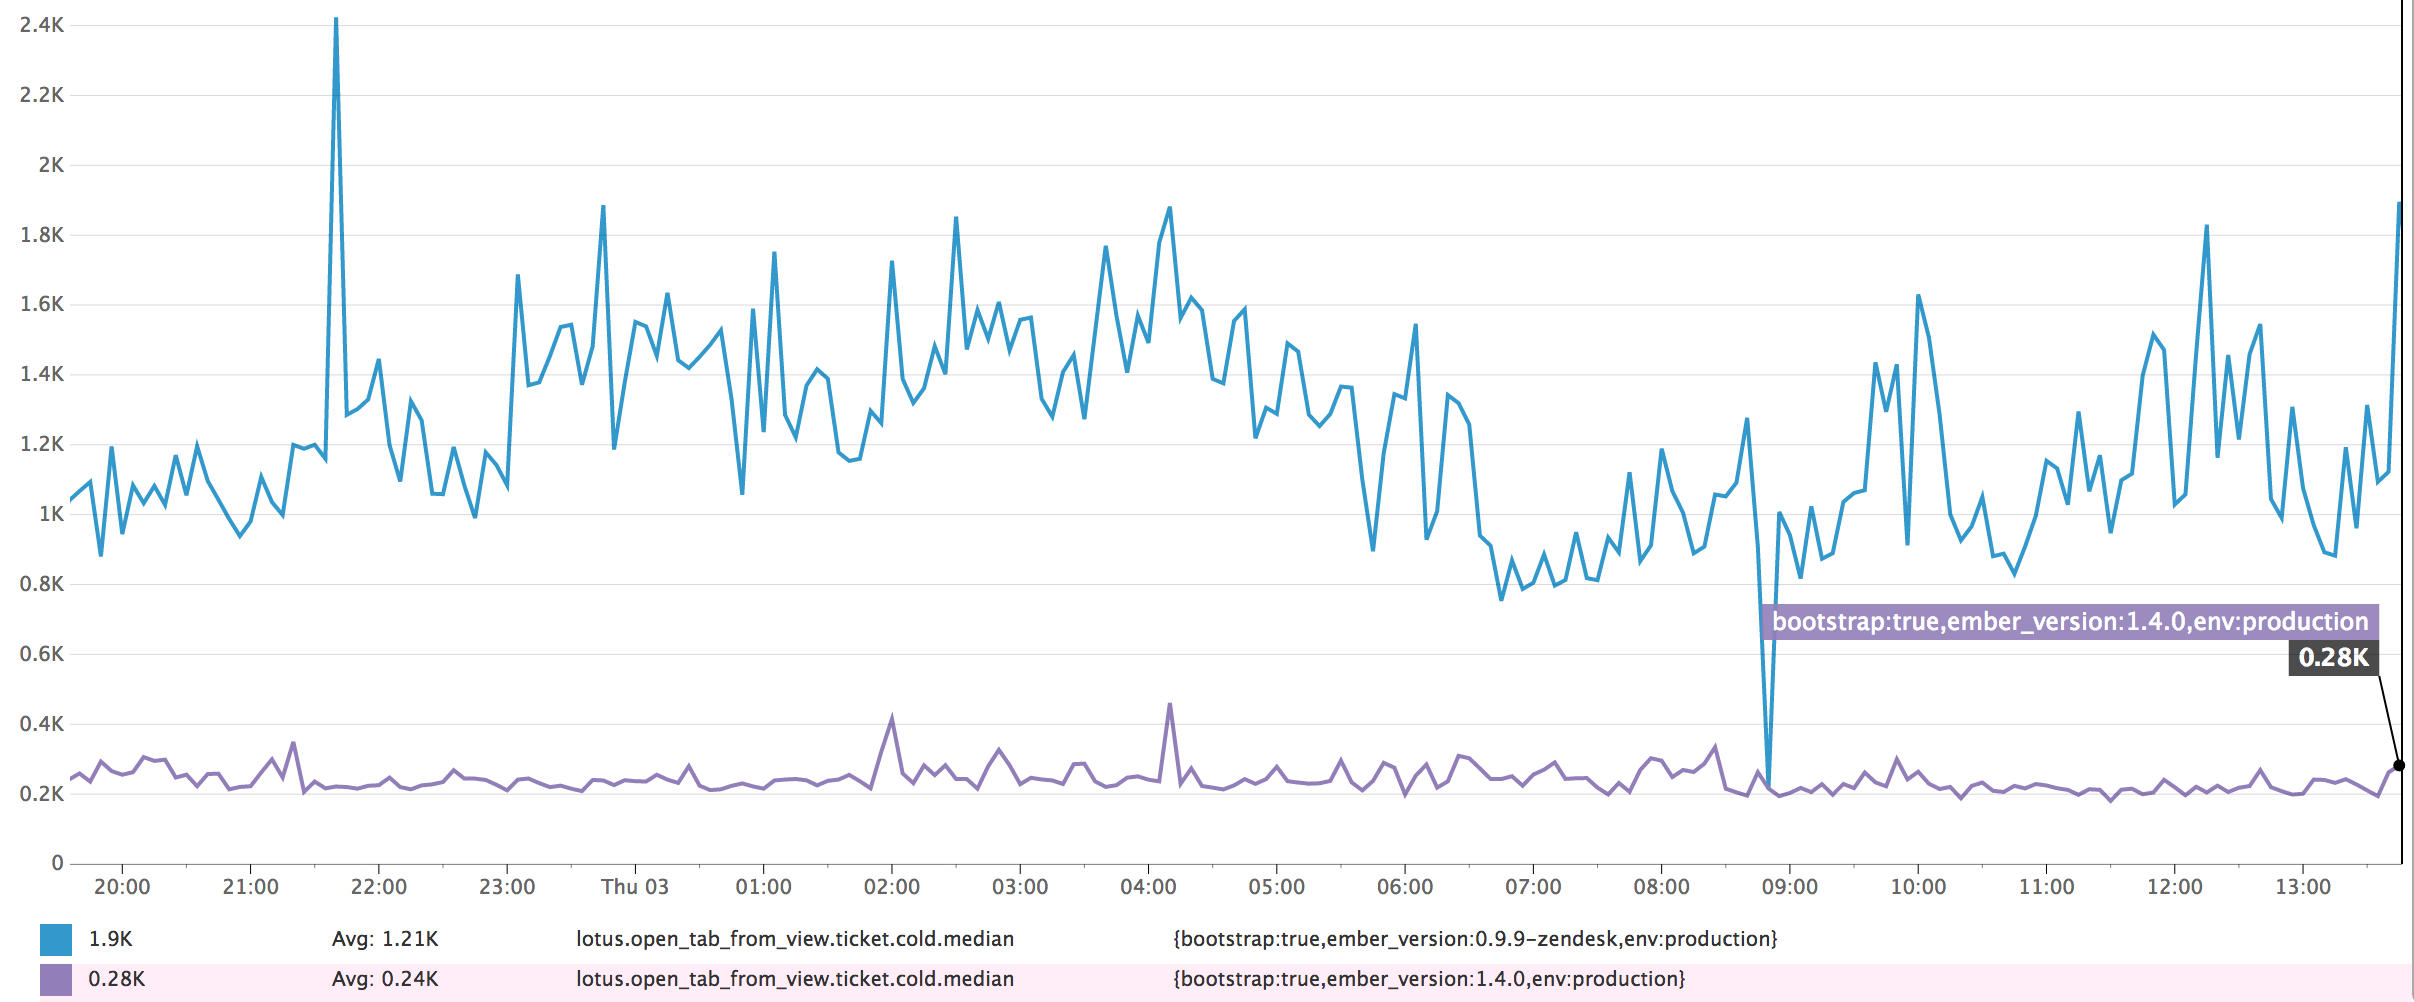 2.4K
2.2K
2K
1.8K
1.6K
1.4K
1.2K
1K
0.8K
bootstrap:true,ember_version:1.4.0,env:production
0.6K
0.28K
0.4K
0.2K
0
20:00 21:00 22:00 23:00 Thu 03 01:00 02:00 03:00 04:00 05:00 06:00 07:00 08:00 09:00 10:00 11:00 12:00 13:00
1.9K Avg: 1.21K lotus.open_tab_from_view.ticket.cold.median {bootstrap:true,ember_version:0.9.9-zendesk,env:production}
0.28K Avg: 0.24K lotus.open_tab_from_view.ticket.cold.median {bootstrap:true,ember_version:1.4.0,env:production}